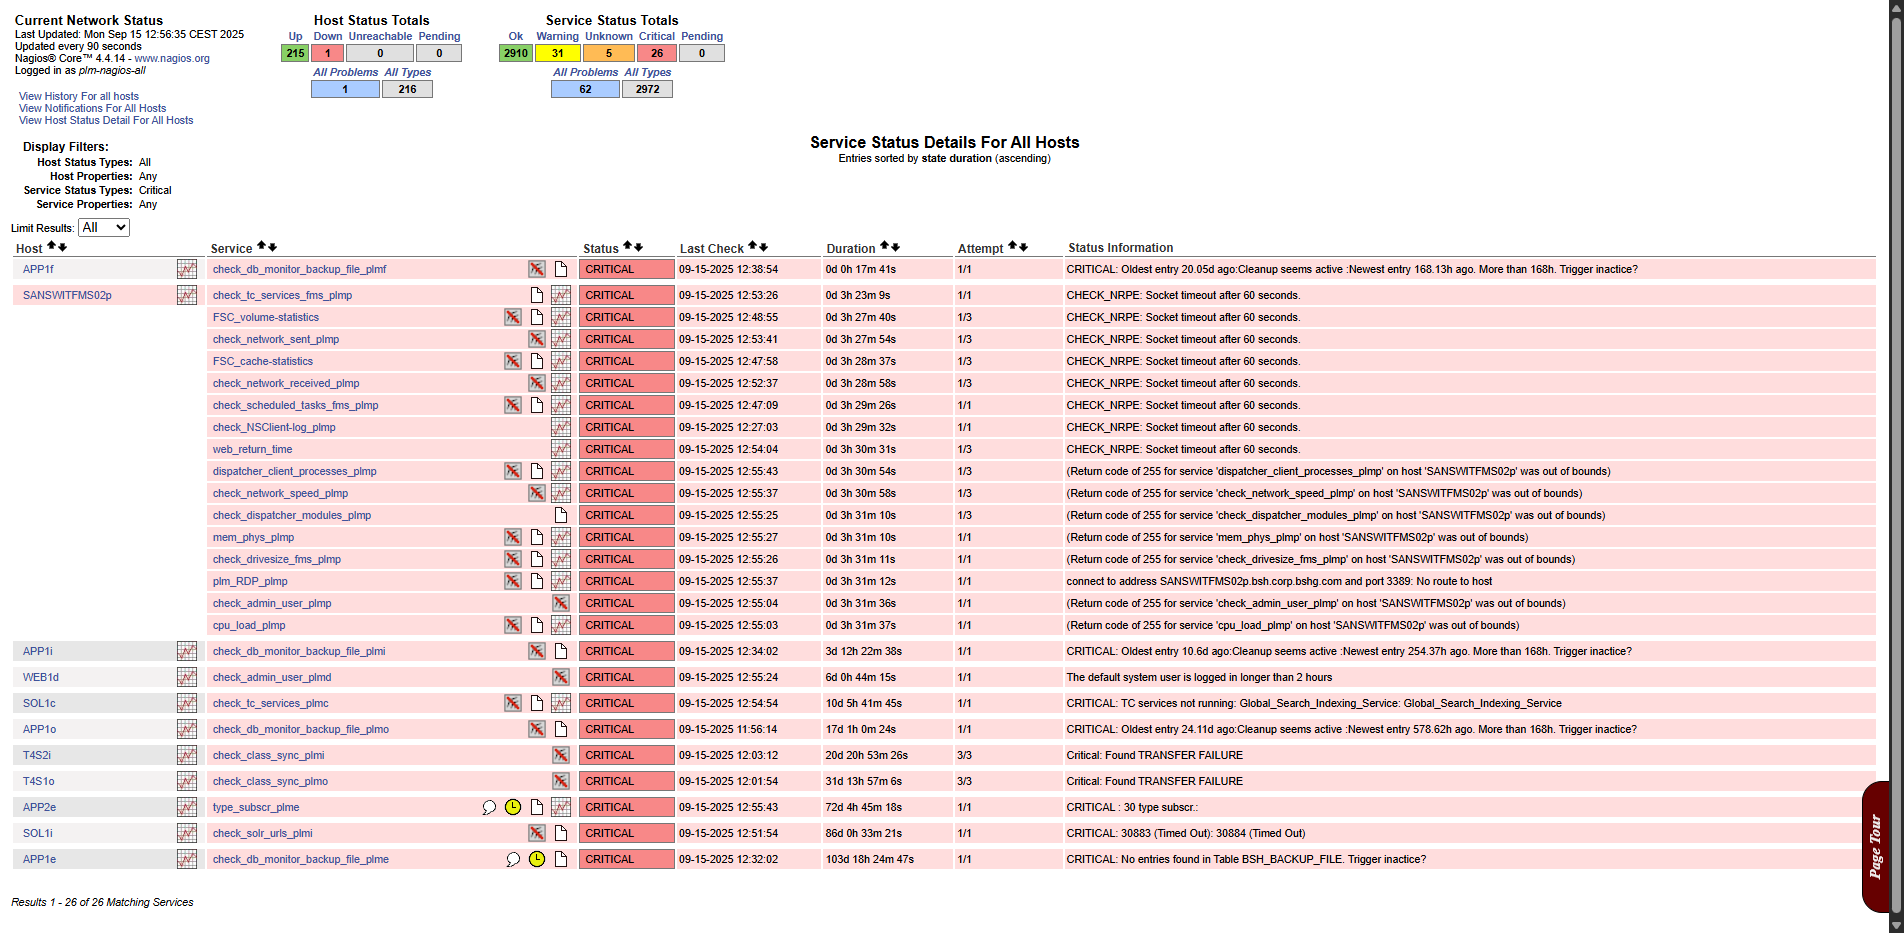 Current Network Status
Last Updated: Mon Sep 15 12:56:35 CEST 2025
Updated every 90 seconds
Nagios® Core™ 4.4.14 - www.nagios.org
Logged in as plm-nagios-all
View History For all hosts
View Notifications For All Hosts
View Host Status Detail For All Hosts
Host Status Totals
Up Down Unreachable Pending
215 1 0 0
All Problems All Types
1 216
Service Status Totals
Ok Warning Unknown Critical Pending
2910 31 5 26 0
All Problems All Types
62 2972
Display Filters:
Host Status Types: All
Host Properties: Any
Service Status Types: Critical
Service Properties: Any
Service Status Details For All Hosts
Entries sorted by state duration (ascending)
Limit Results: All
Host Service Status Last Check Duration Attempt Status Information
APP1f check_db_monitor_backup_file_plmf CRITICAL 09-15-2025 12:38:54 0d 0h 17m 41s 1/1 CRITICAL: Oldest entry 20.05d ago:Cleanup seems active :Newest entry 168.13h ago. More than 168h. Trigger inactice?
SANSWITFMS02p check_tc_services_fms_plmp CRITICAL 09-15-2025 12:53:26 0d 3h 23m 9s 1/1 CHECK_NRPE: Socket timeout after 60 seconds.
FSC_volume-statistics CRITICAL 09-15-2025 12:48:55 0d 3h 27m 40s 1/3 CHECK_NRPE: Socket timeout after 60 seconds.
check_network_sent_plmp CRITICAL 09-15-2025 12:53:41 0d 3h 27m 54s 1/3 CHECK_NRPE: Socket timeout after 60 seconds.
FSC_cache-statistics CRITICAL 09-15-2025 12:47:58 0d 3h 28m 37s 1/3 CHECK_NRPE: Socket timeout after 60 seconds.
check_network_received_plmp CRITICAL 09-15-2025 12:52:37 0d 3h 28m 58s 1/3 CHECK_NRPE: Socket timeout after 60 seconds.
check_scheduled_tasks_fms_plmp CRITICAL 09-15-2025 12:47:09 0d 3h 29m 26s 1/1 CHECK_NRPE: Socket timeout after 60 seconds.
check_NSClient-log_plmp CRITICAL 09-15-2025 12:27:03 0d 3h 29m 32s 1/1 CHECK_NRPE: Socket timeout after 60 seconds.
web_return_time CRITICAL 09-15-2025 12:54:04 0d 3h 30m 31s 1/3 CHECK_NRPE: Socket timeout after 60 seconds.
dispatcher_client_processes_plmp CRITICAL 09-15-2025 12:55:43 0d 3h 30m 54s 1/3 (Return code of 255 for service 'dispatcher_client_processes_plmp' on host 'SANSWITFMS02p' was out of bounds)
check_network_speed_plmp CRITICAL 09-15-2025 12:55:37 0d 3h 30m 58s 1/3 (Return code of 255 for service 'check_network_speed_plmp' on host 'SANSWITFMS02p' was out of bounds)
check_dispatcher_modules_plmp CRITICAL 09-15-2025 12:55:25 0d 3h 31m 10s 1/3 (Return code of 255 for service 'check_dispatcher_modules_plmp' on host 'SANSWITFMS02p' was out of bounds)
mem_phys_plmp CRITICAL 09-15-2025 12:55:27 0d 3h 31m 10s 1/1 (Return code of 255 for service 'mem_phys_plmp' on host 'SANSWITFMS02p' was out of bounds)
check_drivesize_fms_plmp CRITICAL 09-15-2025 12:55:26 0d 3h 31m 11s 1/1 (Return code of 255 for service 'check_drivesize_fms_plmp' on host 'SANSWITFMS02p' was out of bounds)
plm_RDP_plmp CRITICAL 09-15-2025 12:55:37 0d 3h 31m 12s 1/1 connect to address SANSWITFMS02p.bsh.corp.bshg.com and port 3389: No route to host
check_admin_user_plmp CRITICAL 09-15-2025 12:55:04 0d 3h 31m 36s 1/1 (Return code of 255 for service 'check_admin_user_plmp' on host 'SANSWITFMS02p' was out of bounds)
cpu_load_plmp CRITICAL 09-15-2025 12:55:03 0d 3h 31m 37s 1/1 (Return code of 255 for service 'cpu_load_plmp' on host 'SANSWITFMS02p' was out of bounds)
APP1i check_db_monitor_backup_file_plmi CRITICAL 09-15-2025 12:34:02 3d 12h 22m 38s 1/1 CRITICAL: Oldest entry 10.6d ago:Cleanup seems active :Newest entry 254.37h ago. More than 168h. Trigger inactice?
WEB1d check_admin_user_plmd CRITICAL 09-15-2025 12:55:24 6d 0h 44m 15s 1/1 The default system user is logged in longer than 2 hours
SOL1c check_tc_services_plmc CRITICAL 09-15-2025 12:54:54 10d 5h 41m 45s 1/1 CRITICAL: TC services not running: Global_Search_Indexing_Service: Global_Search_Indexing_Service
APP1o check_db_monitor_backup_file_plmo CRITICAL 09-15-2025 11:56:14 17d 1h 0m 24s 1/1 CRITICAL: Oldest entry 24.11d ago:Cleanup seems active :Newest entry 578.62h ago. More than 168h. Trigger inactice?
T4S2i check_class_sync_plmi CRITICAL 09-15-2025 12:03:12 20d 20h 53m 26s 3/3 Critical: Found TRANSFER FAILURE
T4S1o check_class_sync_plmo CRITICAL 09-15-2025 12:01:54 31d 13h 57m 6s 3/3 Critical: Found TRANSFER FAILURE
APP2e type_subscr_plme CRITICAL 09-15-2025 12:55:43 72d 4h 45m 18s 1/1 CRITICAL : 30 type subscr.:
SOL1i check_solr_urls_plmi CRITICAL 09-15-2025 12:51:54 86d 0h 33m 21s 1/1 CRITICAL: 30883 (Timed Out): 30884 (Timed Out)
APP1e check_db_monitor_backup_file_plme CRITICAL 09-15-2025 12:32:02 103d 18h 24m 47s 1/1 CRITICAL: No entries found in Table BSH_BACKUP_FILE. Trigger inactice?
Results 1 - 26 of 26 Matching Services
Page Tour